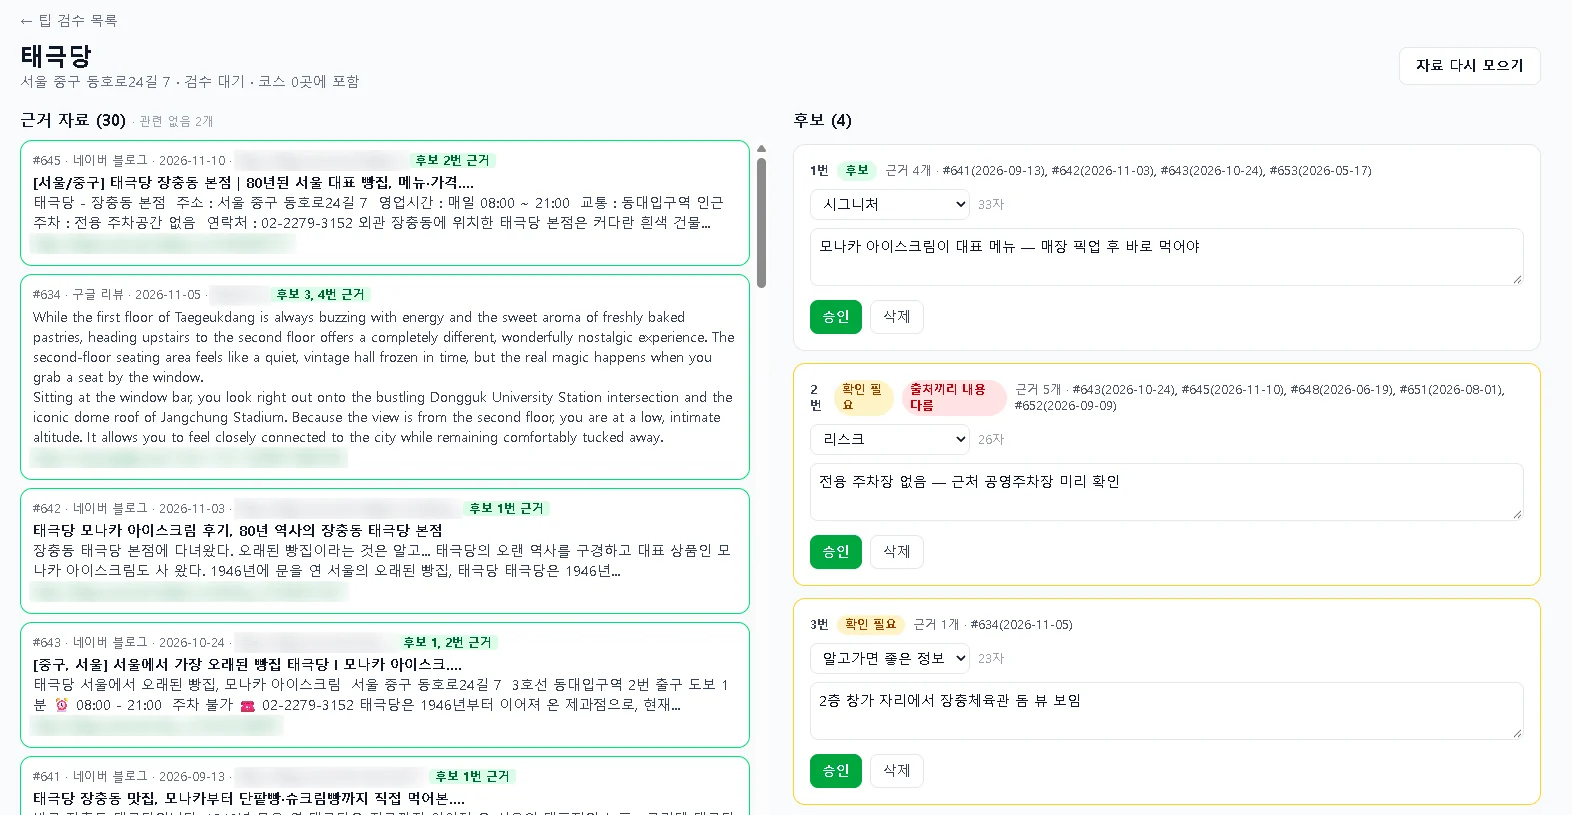 ← 팁 검수 목록
태극당
서울 중구 동호로24길 7 · 검수 대기 · 코스 0곳에 포함
자료 다시 모으기
근거 자료 (30) · 관련 없음 2개
#645 · 네이버 블로그 · 2026-11-10 · 후보 2번 근거
[서울/중구] 태극당 장충동 본점 | 80년된 서울 대표 빵집, 메뉴·가격....
태극당 - 장충동 본점 주소 : 서울 중구 동호로24길 7 영업시간 : 매일 08:00 ~ 21:00 교통 : 동대입구역 인근
주차 : 전용 주차공간 없음 연락처 : 02-2279-3152 외관 장충동에 위치한 태극당 본점은 커다란 흰색 건물...
#634 · 구글 리뷰 · 2026-11-05 · 후보 3, 4번 근거
While the first floor of Taegeukdang is always buzzing with energy and the sweet aroma of freshly baked
pastries, heading upstairs to the second floor offers a completely different, wonderfully nostalgic experience. The
second-floor seating area feels like a quiet, vintage hall frozen in time, but the real magic happens when you
grab a seat by the window.
Sitting at the window bar, you look right out onto the bustling Dongguk University Station intersection and the
iconic dome roof of Jangchung Stadium. Because the view is from the second floor, you are at a low, intimate
altitude. It allows you to feel closely connected to the city while remaining comfortably tucked away.
#642 · 네이버 블로그 · 2026-11-03 · 후보 1번 근거
태극당 모나카 아이스크림 후기, 80년 역사의 장충동 태극당 본점
장충동 태극당 본점에 다녀왔다. 오래된 빵집이라는 것은 알고... 태극당의 오랜 역사를 구경하고 대표 상품인 모
나카 아이스크림도 사 왔다. 1946년에 문을 연 서울의 오래된 빵집, 태극당 태극당은 1946년...
#643 · 네이버 블로그 · 2026-10-24 · 후보 1, 2번 근거
[중구, 서울] 서울에서 가장 오래된 빵집 태극당 I 모나카 아이스크....
태극당 서울에서 오래된 빵집, 모나카 아이스크림 서울 중구 동호로24길 7 3호선 동대입구역 2번 출구 도보 1
분 ⏰ 08:00 - 21:00 주차 불가 ☎ 02-2279-3152 태극당은 1946년부터 이어져 온 제과점으로, 현재...
#641 · 네이버 블로그 · 2026-09-13 · 후보 1번 근거
태극당 장충동 맛집, 모나카부터 단팥빵·슈크림빵까지 직접 먹어본....
후보 (4)
1번 후보 근거 4개 · #641(2026-09-13), #642(2026-11-03), #643(2026-10-24), #653(2026-05-17)
시그니처 33자
모나카 아이스크림이 대표 메뉴 — 매장 픽업 후 바로 먹어야
승인 삭제
2번 확인 필요 출처끼리 내용 다름 근거 5개 · #643(2026-10-24), #645(2026-11-10), #648(2026-06-19), #651(2026-08-01),
#652(2026-09-09)
리스크 26자
전용 주차장 없음 — 근처 공영주차장 미리 확인
승인 삭제
3번 확인 필요 근거 1개 · #634(2026-11-05)
알고가면 좋은 정보 23자
2층 창가 자리에서 장충체육관 돔 뷰 보임
승인 삭제